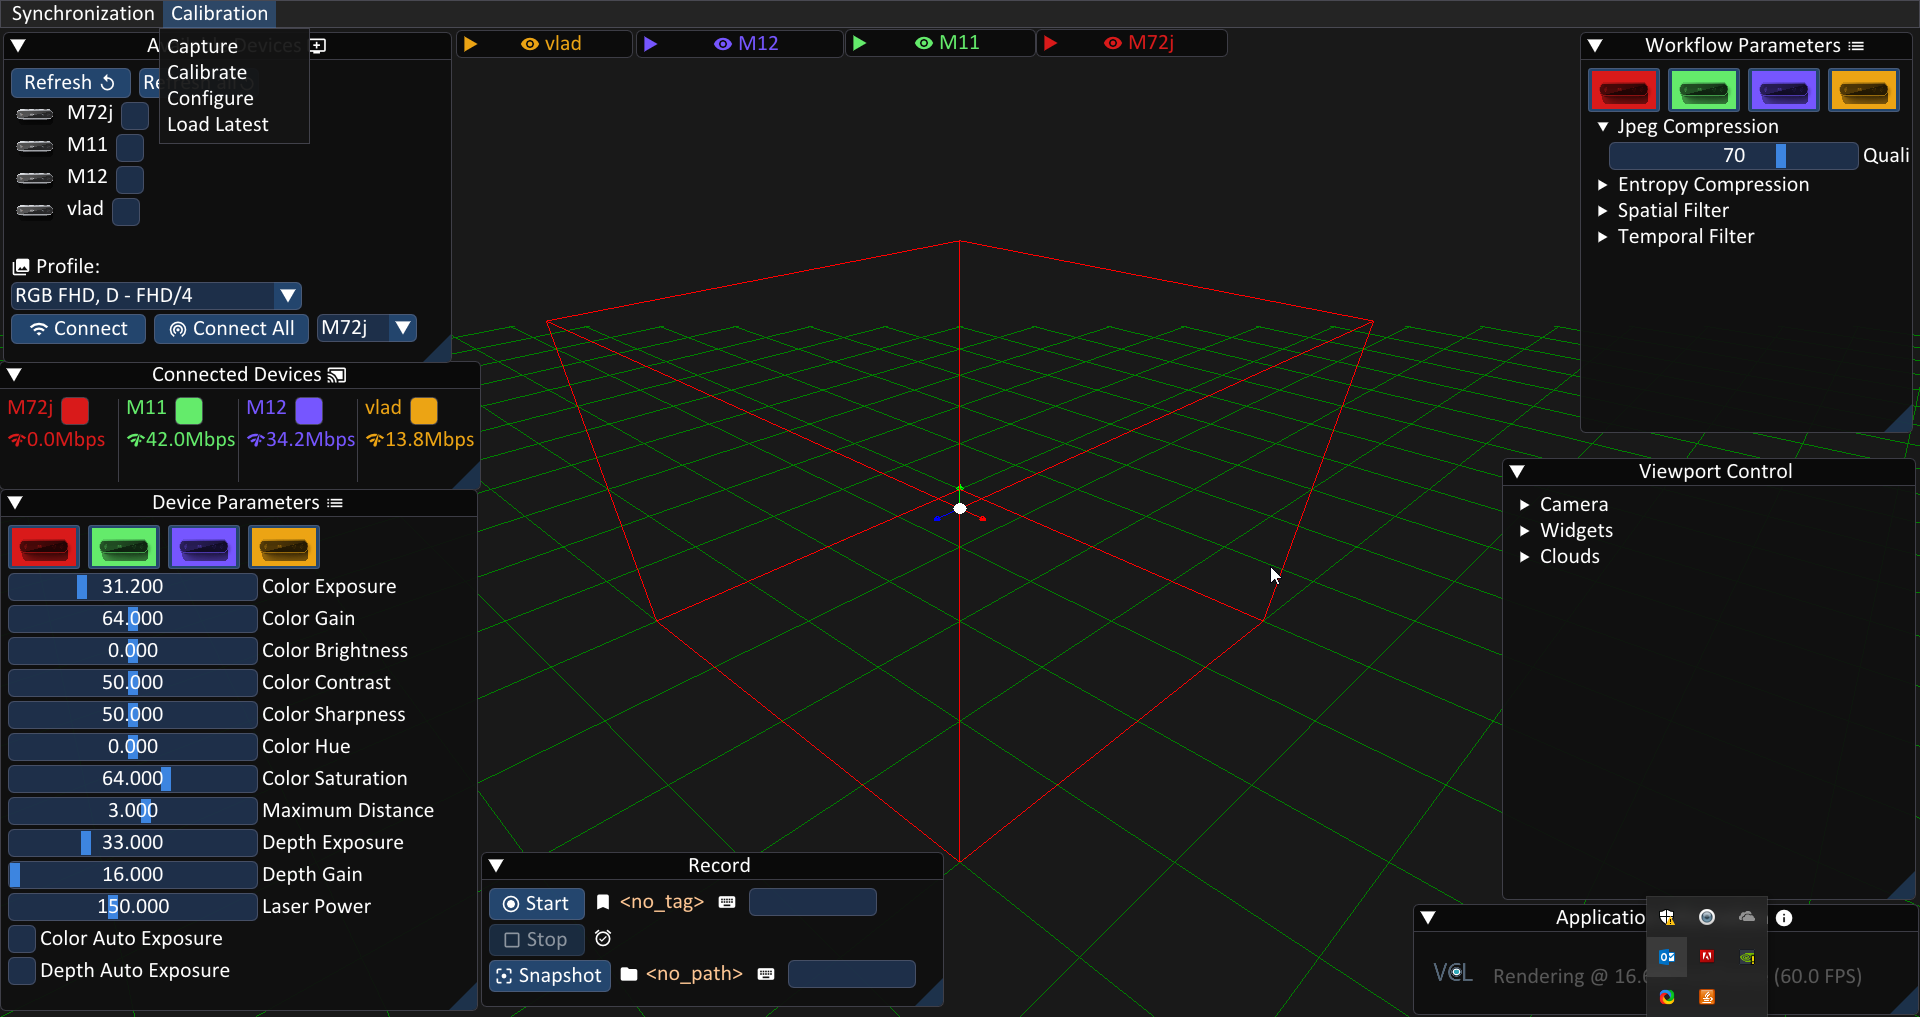 Synchronization Calibration
Capture
Calibrate
Configure
Load Latest
Devices
Refresh
M72j
M11
M12
vlad
Profile:
RGB FHD, D - FHD/4
Connect Connect All M72j
vlad M12 M11 M72j
Connected Devices
M72j M11 M12 vlad
0.0Mbps 42.0Mbps 34.2Mbps 13.8Mbps
Device Parameters
31.200 Color Exposure
64.000 Color Gain
0.000 Color Brightness
50.000 Color Contrast
50.000 Color Sharpness
0.000 Color Hue
64.000 Color Saturation
3.000 Maximum Distance
33.000 Depth Exposure
16.000 Depth Gain
150.000 Laser Power
Color Auto Exposure
Depth Auto Exposure
Record
Start <no_tag>
Stop
Snapshot <no_path>
Workflow Parameters
Jpeg Compression
70 Quali
Entropy Compression
Spatial Filter
Temporal Filter
Viewport Control
Camera
Widgets
Clouds
Applicatio
VCL Rendering @ 16. (60.0 FPS)